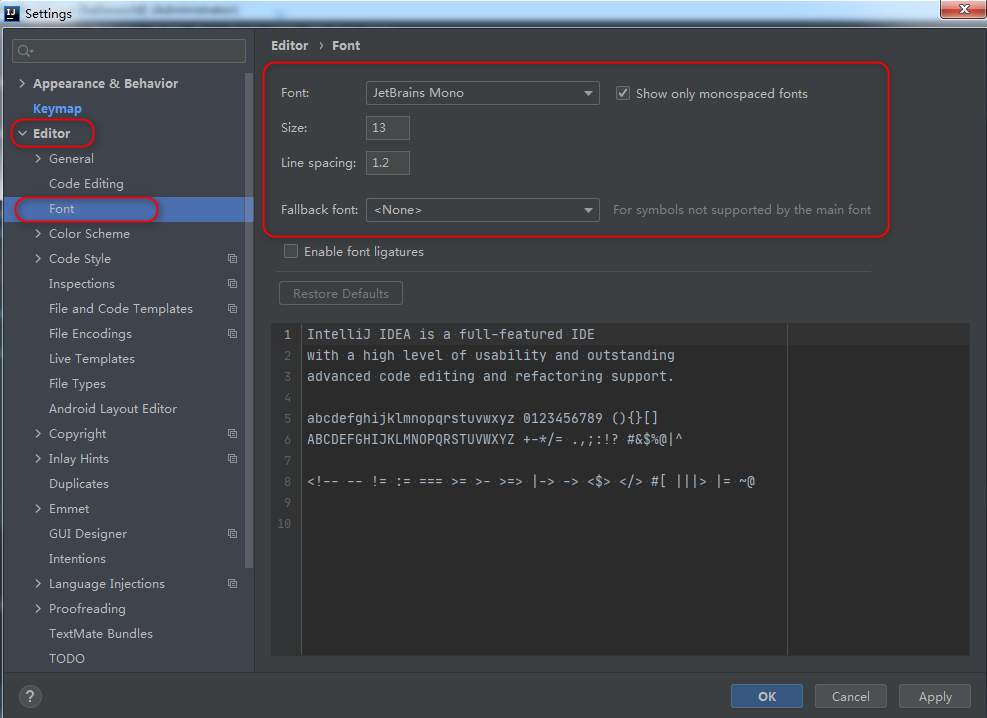 Settings
Editor › Font
Appearance & Behavior
Keymap
Editor
General
Code Editing
Font
Color Scheme
Code Style
Inspections
File and Code Templates
File Encodings
Live Templates
File Types
Android Layout Editor
Copyright
Inlay Hints
Duplicates
Emmet
GUI Designer
Intentions
Language Injections
Proofreading
TextMate Bundles
TODO
Font: JetBrains Mono Show only monospaced fonts
Size: 13
Line spacing: 1.2
Fallback font: <None> For symbols not supported by the main font
Enable font ligatures
Restore Defaults
1 IntelliJ IDEA is a full-featured IDE
2 with a high level of usability and outstanding
3 advanced code editing and refactoring support.
4
5 abcdefghijklmnopqrstuvwxyz 0123456789 (){}[]
6 ABCDEFGHIJKLMNOPQRSTUVWXYZ +-*/= .,;:!? #&$%@|^
7
8 <!-- -- != := === >= >- >=> |-> -> <$> </> #[ |||> |= ~@
9
10
? OK Cancel Apply